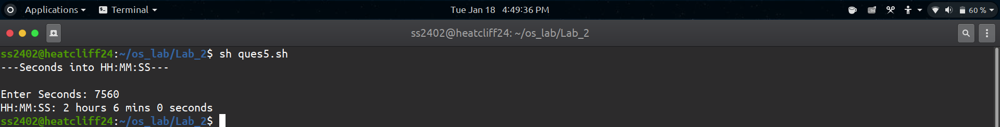 Applications Terminal Tue Jan 18 4:49:36 PM 94 60 %
ss2402@heatcliff24: ~/os_lab/Lab_2
ss2402@heatcliff24:~/os_lab/Lab_2$ sh ques5.sh
---Seconds into HH:MM:SS---
Enter Seconds: 7560
HH:MM:SS: 2 hours 6 mins 0 seconds
ss2402@heatcliff24:~/os_lab/Lab_2$